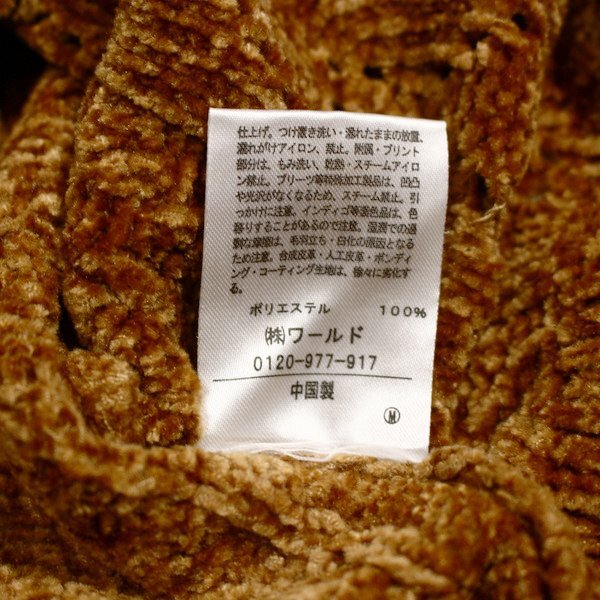 仕上げ。つけ置き洗い・濡れたままの放置、
濡れがけアイロン、禁止。附属・プリント
部分は、もみ洗い、乾熱・スチームアイロ
ン禁止。プリーツ等特殊加工製品は、凹凸
や光沢がなくなるため、スチーム禁止。引
っかけに注意。インディゴ等濃色品は、色
移りすることがあるので注意。湿潤での過
剰な摩擦は、毛羽立ち・白化の原因となる
ため注意。合成皮革・人工皮革・ボンディ
ング・コーティング生地は、徐々に劣化す
る。
ポリエステル 100%
㈱ワールド
0120-977-917
中国製
Ⓜ